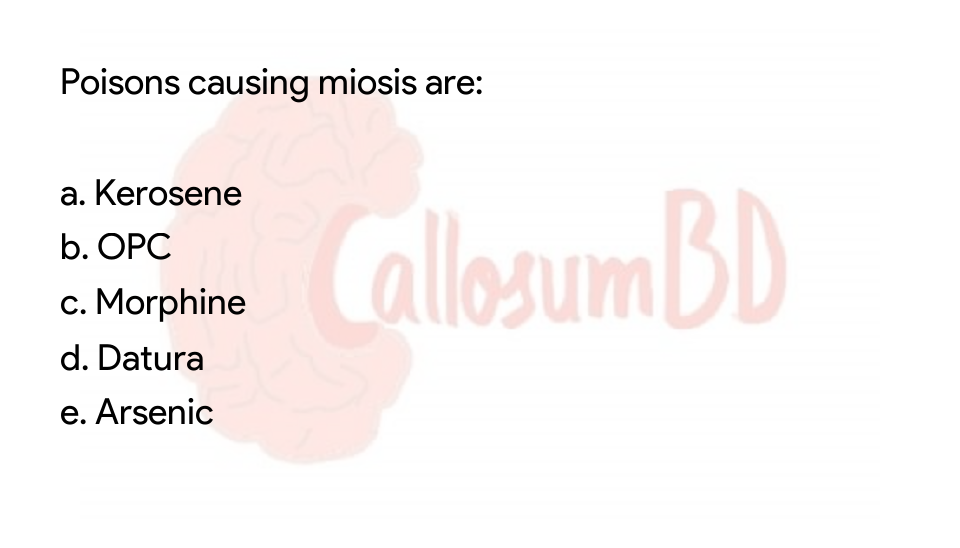 Poisons causing miosis are:
a. Kerosene
b. OPC
c. Morphine
d. Datura
e. Arsenic
CallosumBD